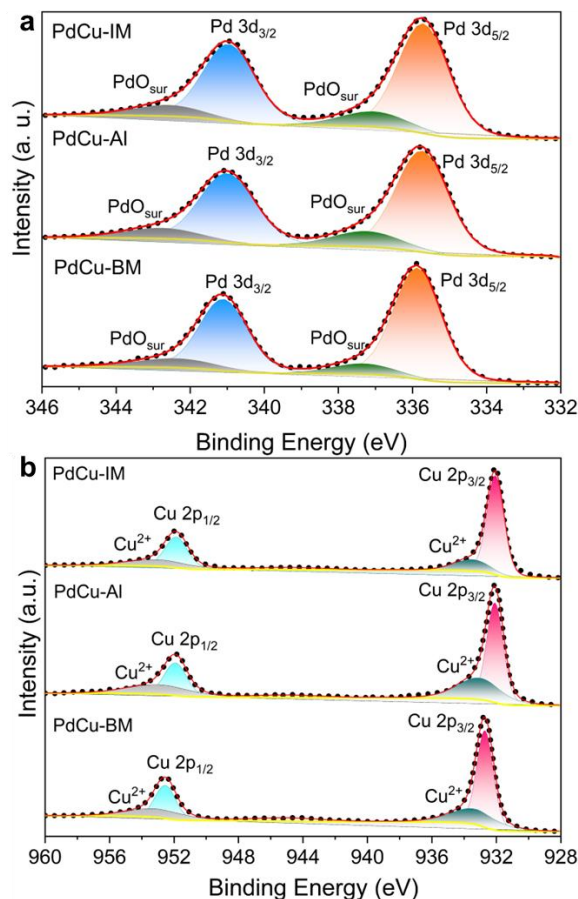 a
PdCu-IM
Pd 3d3/2
Pd 3d5/2
PdOsur
PdOsur
PdCu-AI
Pd 3d3/2
Pd 3d5/2
PdOsur
PdOsur
PdCu-BM
Pd 3d3/2
Pd 3d5/2
PdOsur
PdOsur
Intensity (a. u.)
346 344 342 340 338 336 334 332
Binding Energy (eV)
b
PdCu-IM
Cu 2p3/2
Cu 2p1/2
Cu2+
Cu2+
PdCu-AI
Cu 2p3/2
Cu 2p1/2
Cu2+
Cu2+
PdCu-BM
Cu 2p3/2
Cu 2p1/2
Cu2+
Cu2+
Intensity (a.u.)
960 956 952 948 944 940 936 932 928
Binding Energy (eV)